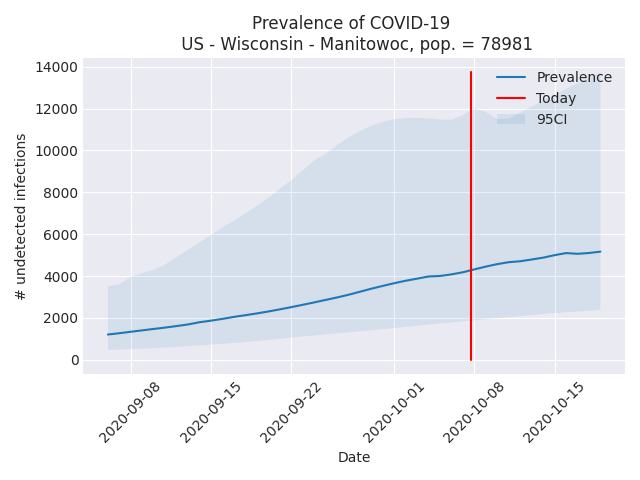 Prevalence of COVID-19
US - Wisconsin - Manitowoc, pop. = 78981
# undetected infections
14000
12000
10000
8000
6000
4000
2000
0
Prevalence
Today
95CI
2020-09-08
2020-09-15
2020-09-22
2020-10-01
2020-10-08
2020-10-15
Date